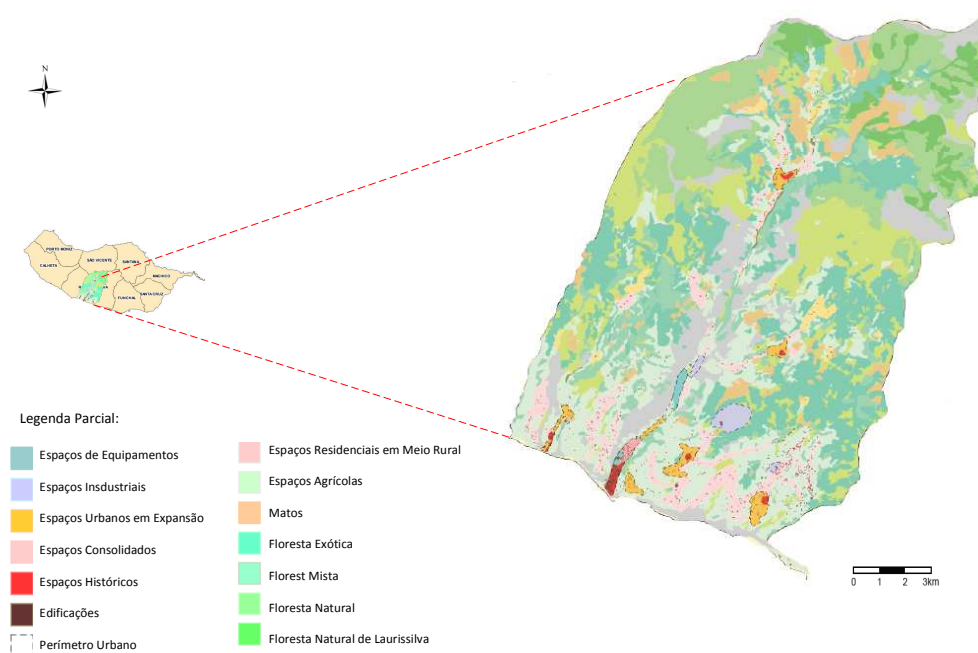 N
PORTO MONIZ
SÃO VICENTE
SANTANA
CALHETA
MACHICO
SANTA CRUZ
FUNCHAL
Legenda Parcial:
Espaços de Equipamentos
Espaços Insdustriais
Espaços Urbanos em Expansão
Espaços Consolidados
Espaços Históricos
Edificações
Perímetro Urbano
Espaços Residenciais em Meio Rural
Espaços Agrícolas
Matos
Floresta Exótica
Florest Mista
Floresta Natural
Floresta Natural de Laurissilva
0 1 2 3km